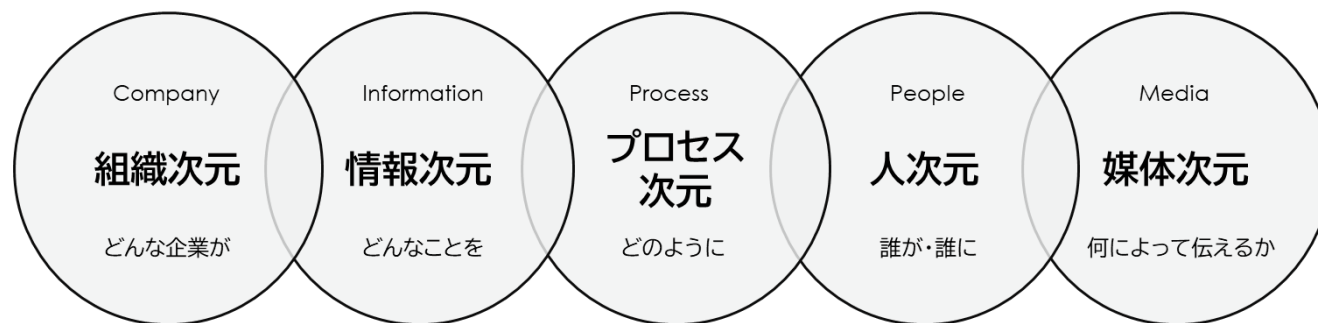 Company
組織次元
どんな企業が
Information
情報次元
どんなことを
Process
プロセス
次元
どのように
People
人次元
誰が・誰に
Media
媒体次元
何によって伝えるか